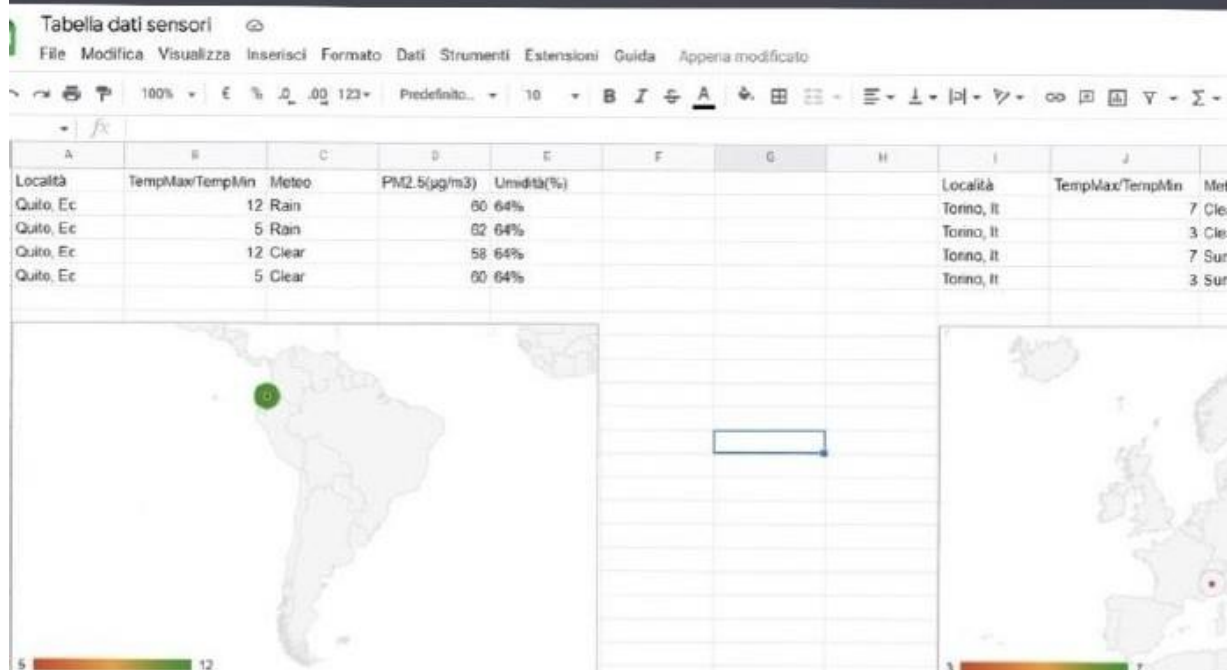 Tabella dati sensori
File Modifica Visualizza Inserisci Formato Dati Strumenti Estensioni Guida Appena modificato
100% € % .0 .00 123 Predefinito... 10 B I S A
fx
A B C D E F G H I J
Località TempMax/TempMin Meteo PM2.5(µg/m3) Umidità(%) Località TempMax/TempMin
Quito, Ec 12 Rain 60 64% Torino, It 7
Quito, Ec 5 Rain 62 64% Torino, It 3
Quito, Ec 12 Clear 58 64% Torino, It 7
Quito, Ec 5 Clear 60 64% Torino, It 3
5 12 3 7